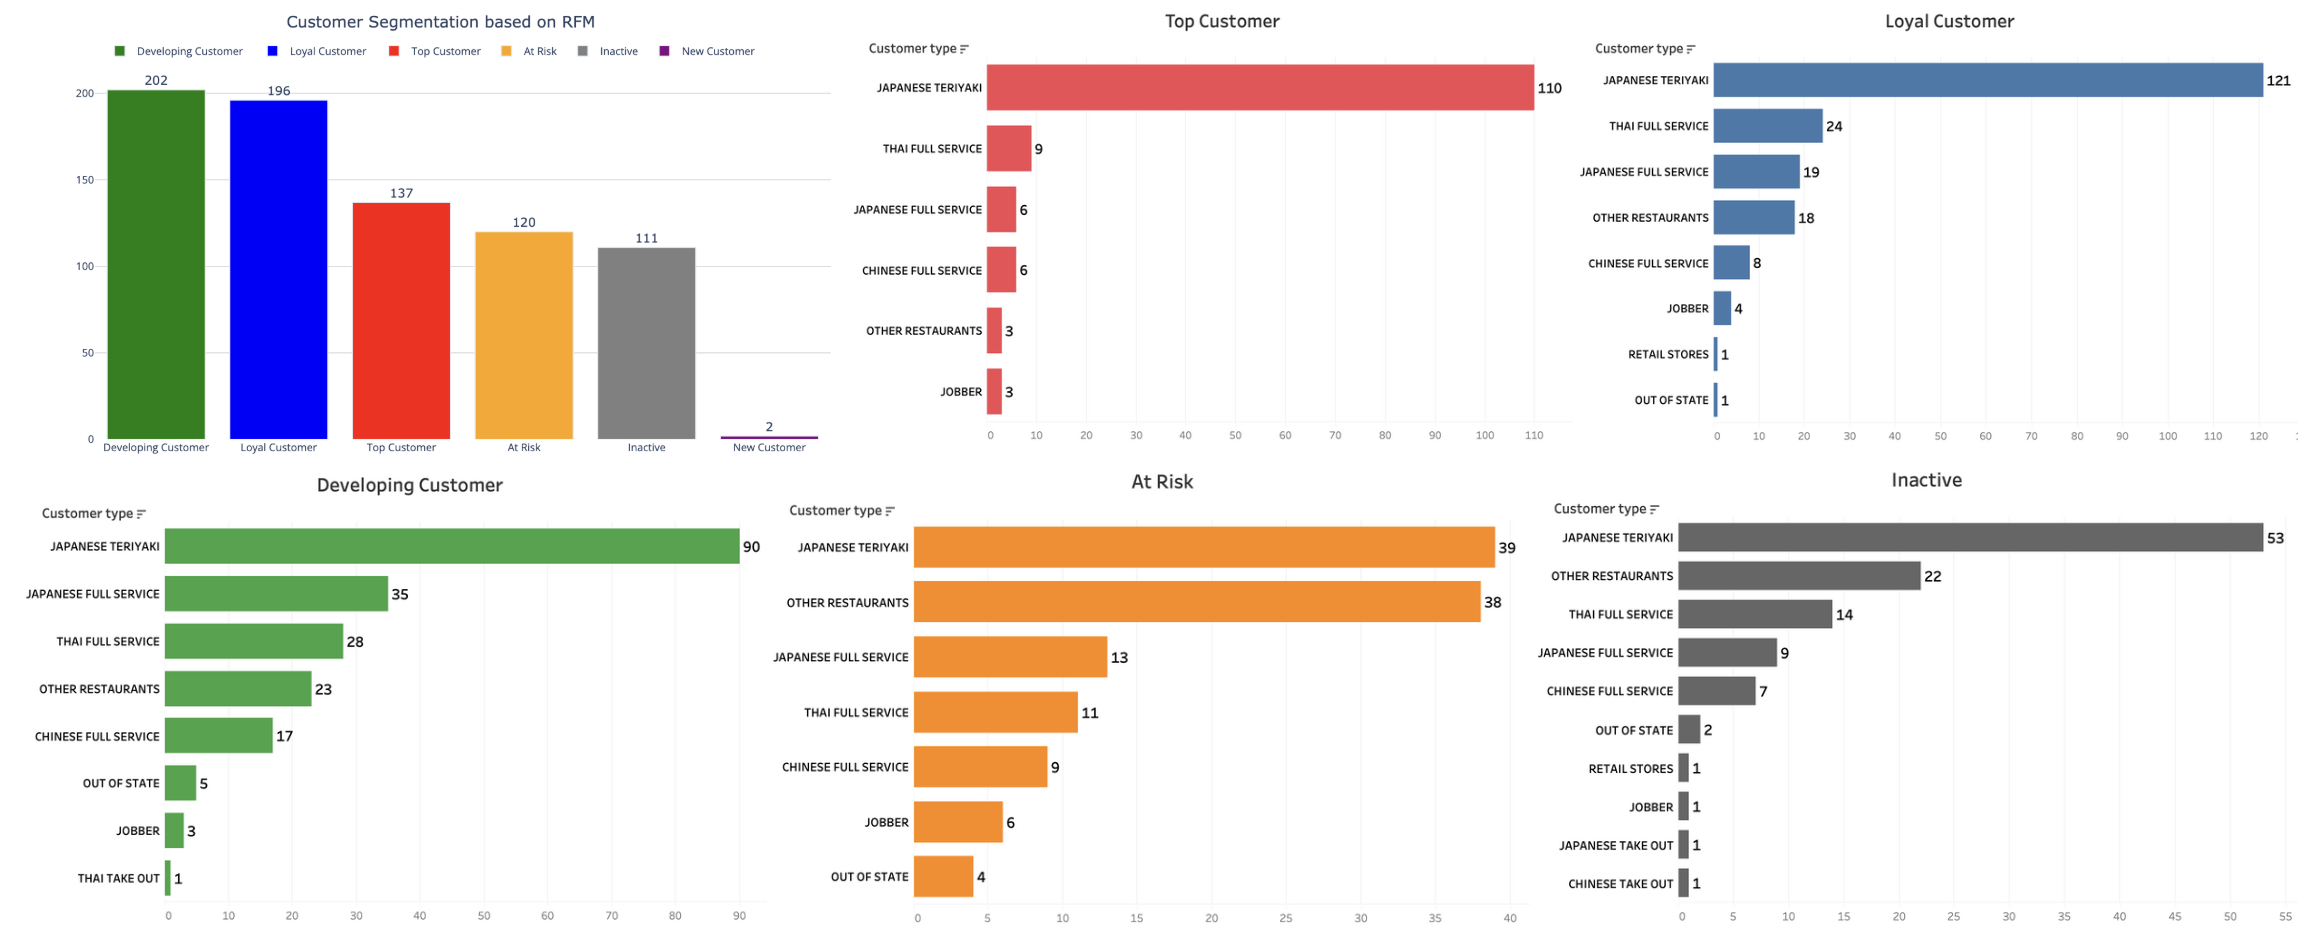 Customer Segmentation based on RFM
Developing Customer Loyal Customer Top Customer At Risk Inactive New Customer
202
196
137
120
111
2
200
150
100
50
0
Developing Customer Loyal Customer Top Customer At Risk Inactive New Customer
Top Customer
Customer type
JAPANESE TERIYAKI 110
THAI FULL SERVICE 9
JAPANESE FULL SERVICE 6
CHINESE FULL SERVICE 6
OTHER RESTAURANTS 3
JOBBER 3
0 10 20 30 40 50 60 70 80 90 100 110
Loyal Customer
Customer type
JAPANESE TERIYAKI 121
THAI FULL SERVICE 24
JAPANESE FULL SERVICE 19
OTHER RESTAURANTS 18
CHINESE FULL SERVICE 8
JOBBER 4
RETAIL STORES 1
OUT OF STATE 1
0 10 20 30 40 50 60 70 80 90 100 110 120
Developing Customer
Customer type
JAPANESE TERIYAKI 90
JAPANESE FULL SERVICE 35
THAI FULL SERVICE 28
OTHER RESTAURANTS 23
CHINESE FULL SERVICE 17
OUT OF STATE 5
JOBBER 3
THAI TAKE OUT 1
0 10 20 30 40 50 60 70 80 90
At Risk
Customer type
JAPANESE TERIYAKI 39
OTHER RESTAURANTS 38
JAPANESE FULL SERVICE 13
THAI FULL SERVICE 11
CHINESE FULL SERVICE 9
JOBBER 6
OUT OF STATE 4
0 5 10 15 20 25 30 35 40
Inactive
Customer type
JAPANESE TERIYAKI 53
OTHER RESTAURANTS 22
THAI FULL SERVICE 14
JAPANESE FULL SERVICE 9
CHINESE FULL SERVICE 7
OUT OF STATE 2
RETAIL STORES 1
JOBBER 1
JAPANESE TAKE OUT 1
CHINESE TAKE OUT 1
0 5 10 15 20 25 30 35 40 45 50 55